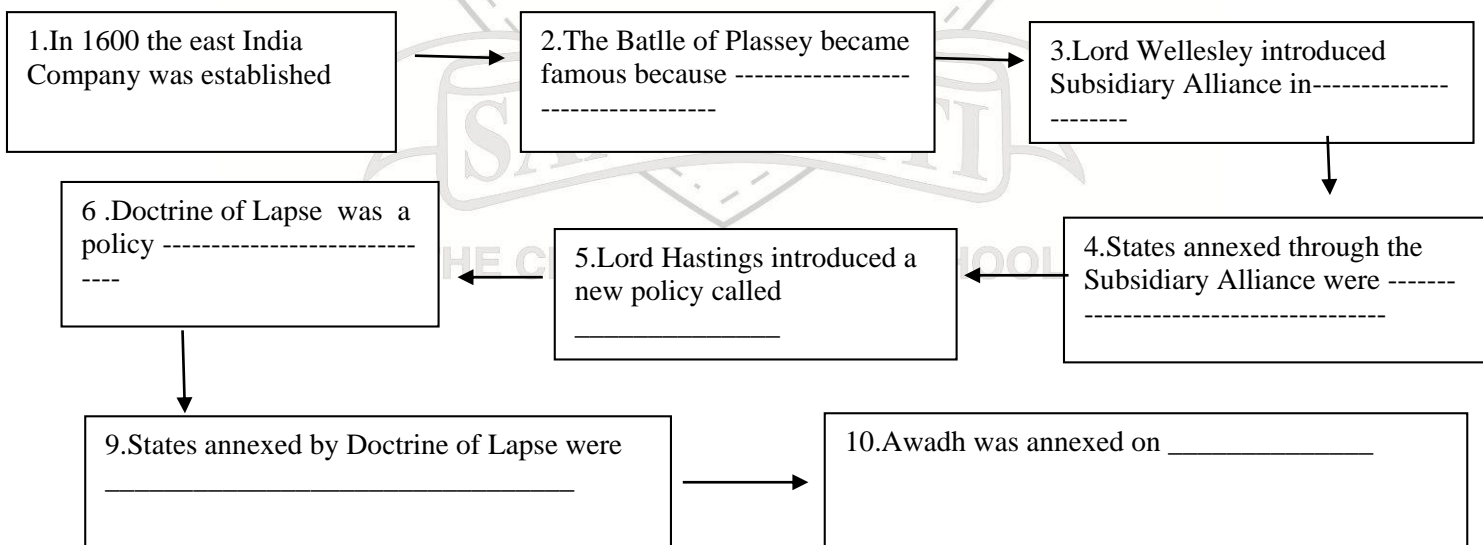 1.In 1600 the east India
Company was established
2.The Batlle of Plassey became
famous because ------------------
------------------
3.Lord Wellesley introduced
Subsidiary Alliance in--------------
--------
4.States annexed through the
Subsidiary Alliance were -------
-------------------------------
5.Lord Hastings introduced a
new policy called
______________
6 .Doctrine of Lapse was a
policy --------------------------
----
9.States annexed by Doctrine of Lapse were
________________________________
10.Awadh was annexed on ______________